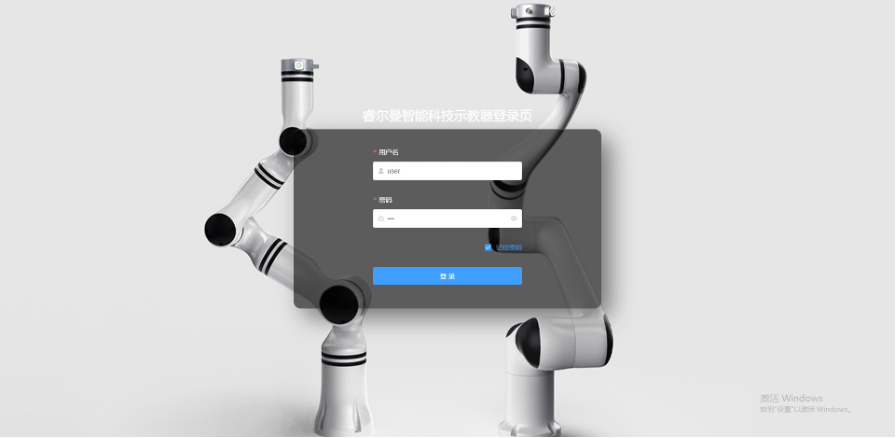 睿尔曼智能科技示教器登录页
* 用户名
user
* 密码
记住密码
登 录
激活 Windows
转到"设置"以激活 Windows。